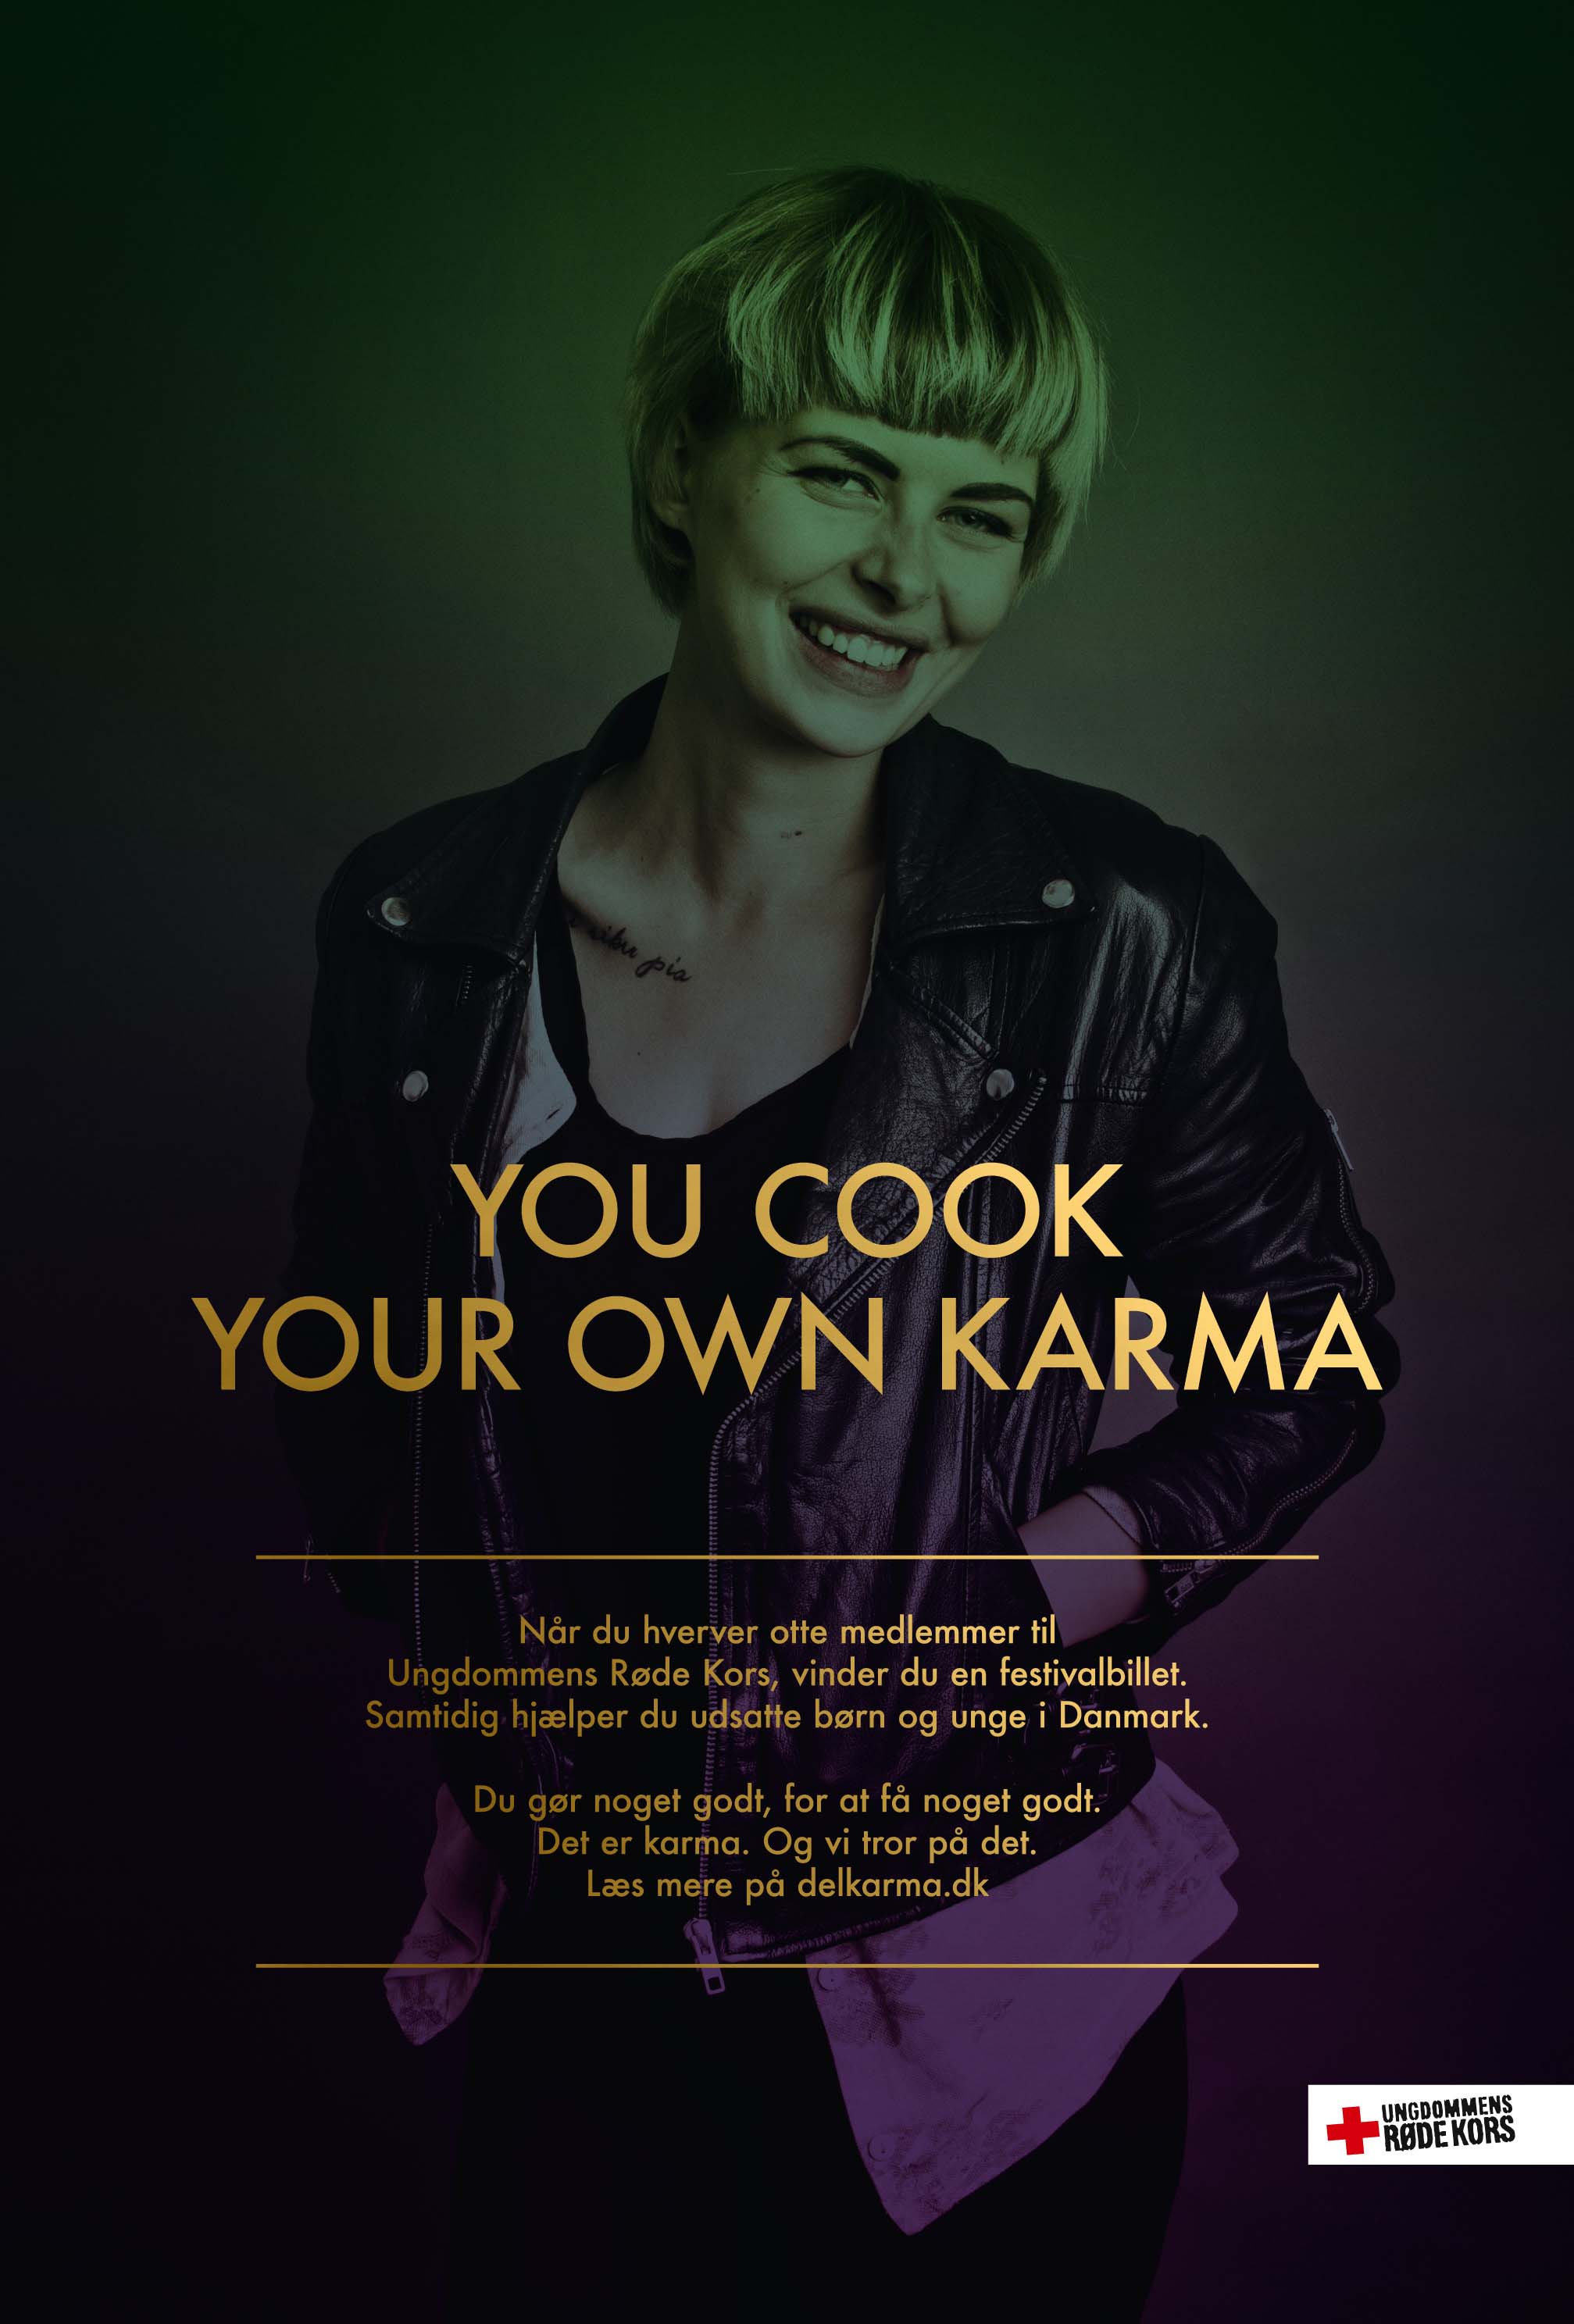 pia
YOU COOK
YOUR OWN KARMA
Når du hverver otte medlemmer til
Ungdommens Røde Kors, vinder du en festivalbillet.
Samtidig hjælper du udsatte børn og unge i Danmark.
Du gør noget godt, for at få noget godt.
Det er karma. Og vi tror på det.
Læs mere på delkarma.dk
UNGDOMMENS
RØDE KORS